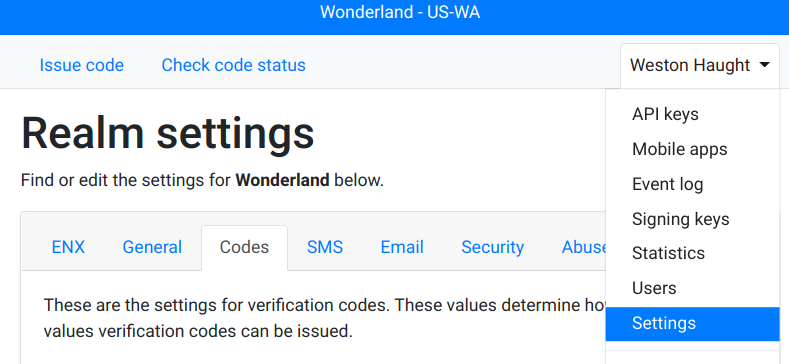 Wonderland - US-WA
Issue code
Check code status
Weston Haught
API keys
Mobile apps
Event log
Signing keys
Statistics
Users
Settings
Realm settings
Find or edit the settings for Wonderland below.
ENX
General
Codes
SMS
Email
Security
Abuse
These are the settings for verification codes. These values determine
values verification codes can be issued.